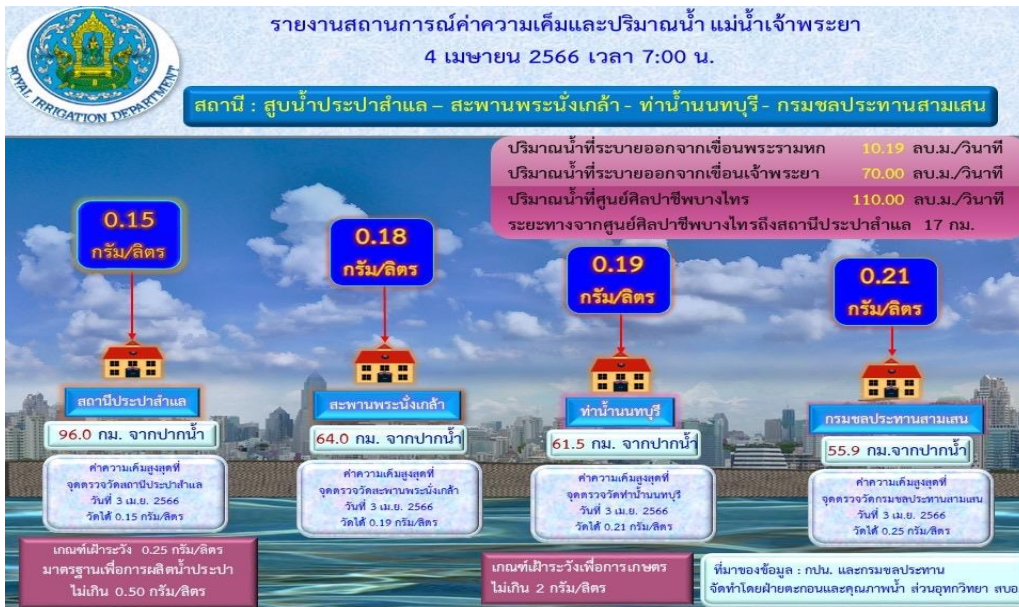 รายงานสถานการณ์ค่าความเค็มและปริมาณน้ำ แม่น้ำเจ้าพระยา
4 เมษายน 2566 เวลา 7:00 น.
ROYAL IRRIGATION DEPARTMENT
สถานี : สูบน้ำประปาสำแล – สะพานพระนั่งเกล้า - ท่าน้ำนนทบุรี - กรมชลประทานสามเสน
ปริมาณน้ำที่ระบายออกจากเขื่อนพระรามหก 10.19 ลบ.ม./วินาที
ปริมาณน้ำที่ระบายออกจากเขื่อนเจ้าพระยา 70.00 ลบ.ม./วินาที
ปริมาณน้ำที่ศูนย์ศิลปาชีพบางไทร 110.00 ลบ.ม./วินาที
ระยะทางจากศูนย์ศิลปาชีพบางไทรถึงสถานีประปาสำแล 17 กม.
0.15
กรัม/ลิตร
สถานีประปาสำแล
96.0 กม. จากปากน้ำ
ค่าความเค็มสูงสุดที่
จุดตรวจวัดสถานีประปาสำแล
วันที่ 3 เม.ย. 2566
วัดได้ 0.15 กรัม/ลิตร
0.18
กรัม/ลิตร
สะพานพระนั่งเกล้า
64.0 กม. จากปากน้ำ
ค่าความเค็มสูงสุดที่
จุดตรวจวัดสะพานพระนั่งเกล้า
วันที่ 3 เม.ย. 2566
วัดได้ 0.19 กรัม/ลิตร
0.19
กรัม/ลิตร
ท่าน้ำนนทบุรี
61.5 กม. จากปากน้ำ
ค่าความเค็มสูงสุดที่
จุดตรวจวัดท่าน้ำนนทบุรี
วันที่ 3 เม.ย. 2566
วัดได้ 0.21 กรัม/ลิตร
0.21
กรัม/ลิตร
กรมชลประทานสามเสน
55.9 กม.จากปากน้ำ
ค่าความเค็มสูงสุดที่
จุดตรวจวัดกรมชลประทานสามเสน
วันที่ 3 เม.ย. 2566
วัดได้ 0.25 กรัม/ลิตร
เกณฑ์เฝ้าระวัง 0.25 กรัม/ลิตร
มาตรฐานเพื่อการผลิตน้ำประปา
ไม่เกิน 0.50 กรัม/ลิตร
เกณฑ์เฝ้าระวังเพื่อการเกษตร
ไม่เกิน 2 กรัม/ลิตร
ที่มาของข้อมูล : กปน. และกรมชลประทาน
จัดทำโดยฝ่ายตะกอนและคุณภาพน้ำ ส่วนอุทกวิทยา สบอ